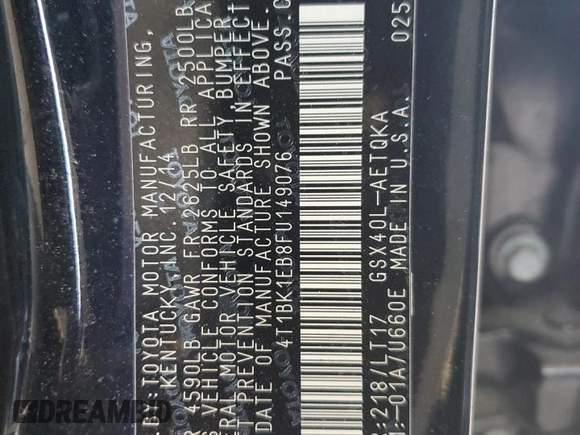 TOYOTA MOTOR MANUFACTURING,
KENTUCKY, INC. 12/14
4590LB GAWR FR 2625LB RR 2500LB
VEHICLE CONFORMS TO ALL APPLICA
ERAL MOTOR VEHICLE SAFETY, BUMPER
T PREVENTION STANDARDS IN EFFECT
DATE OF MANUFACTURE SHOWN ABOVE.
4T1BK1EB8FU149076 PASS.C
:218/LT17 GSX40L-AETQKA 025
:-01A/U660E MADE IN U.S.A.
TOYOTA
DREAMBID